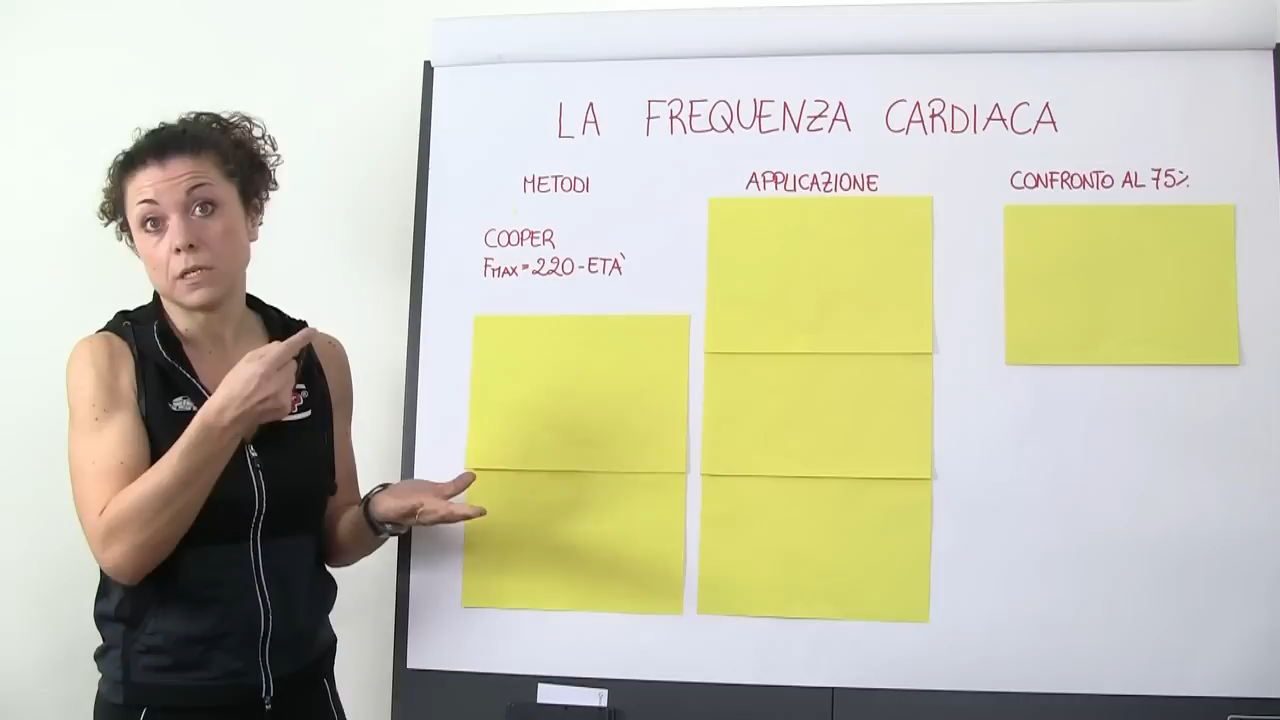 LA FREQUENZA CARDIACA
METODI
APPLICAZIONE
CONFRONTO AL 75%
COOPER
FMAX = 220 - ETÀ